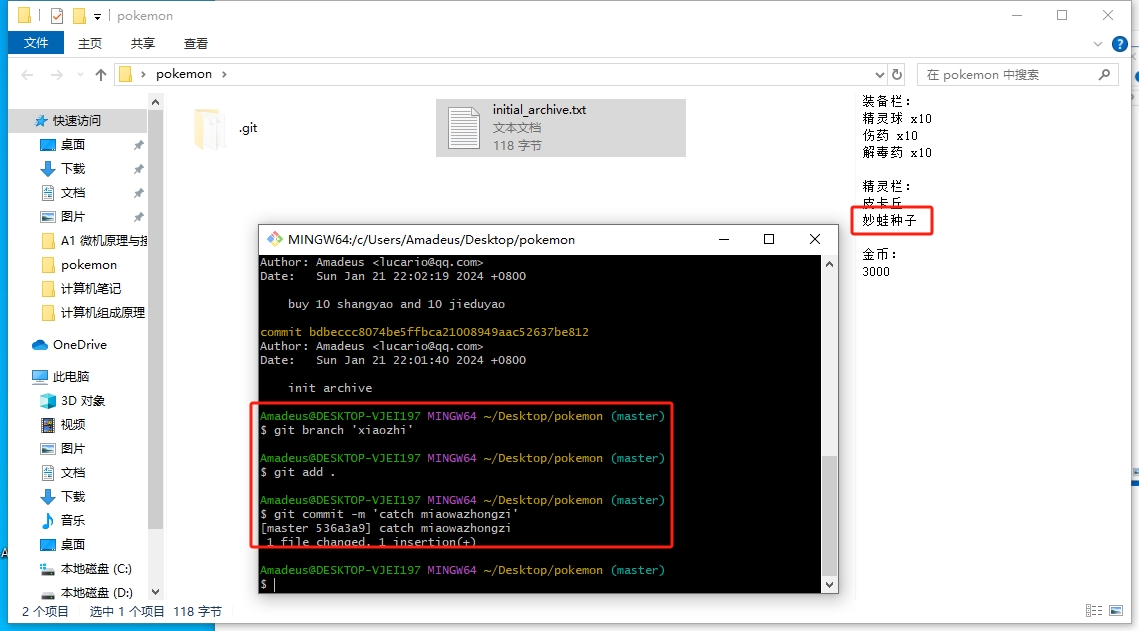 pokemon
文件 主页 共享 查看
pokemon
在 pokemon 中搜索
快速访问
桌面
下载
文档
图片
A1 微机原理与接
pokemon
计算机笔记
计算机组成原理
OneDrive
此电脑
3D 对象
视频
图片
文档
下载
音乐
桌面
本地磁盘 (C:)
本地磁盘 (D:)
.git
initial_archive.txt
文本文档
118 字节
装备栏:
精灵球 x10
伤药 x10
解毒药 x10
精灵栏:
皮卡丘
妙蛙种子
金币:
3000
MINGW64:/c/Users/Amadeus/Desktop/pokemon
Author: Amadeus <lucario@qq.com>
Date:   Sun Jan 21 22:02:19 2024 +0800
buy 10 shangyao and 10 jieduyao
commit bdbeccc8074be5ffbca21008949aac52637be812
Author: Amadeus <lucario@qq.com>
Date:   Sun Jan 21 22:01:40 2024 +0800
init archive
Amadeus@DESKTOP-VJEI197 MINGW64 ~/Desktop/pokemon (master)
$ git branch 'xiaozhi'
Amadeus@DESKTOP-VJEI197 MINGW64 ~/Desktop/pokemon (master)
$ git add .
Amadeus@DESKTOP-VJEI197 MINGW64 ~/Desktop/pokemon (master)
$ git commit -m 'catch miaowazhongzi'
[master 536a3a9] catch miaowazhongzi
1 file changed, 1 insertion(+)
Amadeus@DESKTOP-VJEI197 MINGW64 ~/Desktop/pokemon (master)
$
2 个项目 选中 1 个项目 118 字节